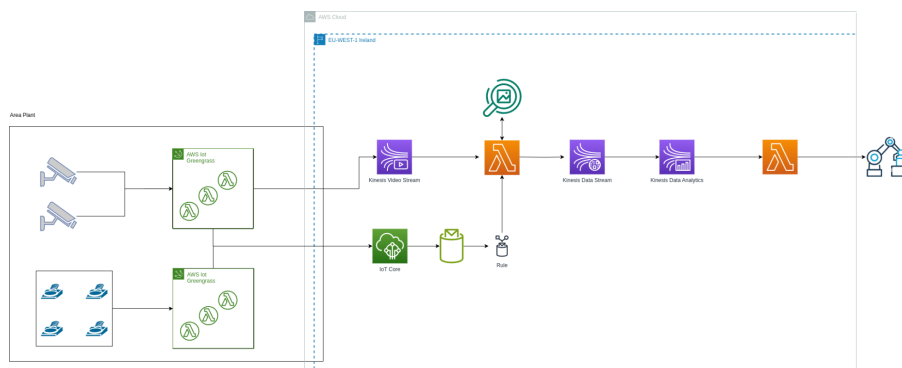 AWS Cloud
EU-WEST-1 Ireland
Area Plant
AWS Iot
Greengrass
Kinesis Video Stream
Kinesis Data Stream
Kinesis Data Analytics
IoT Core
Rule
AWS Iot
Greengrass